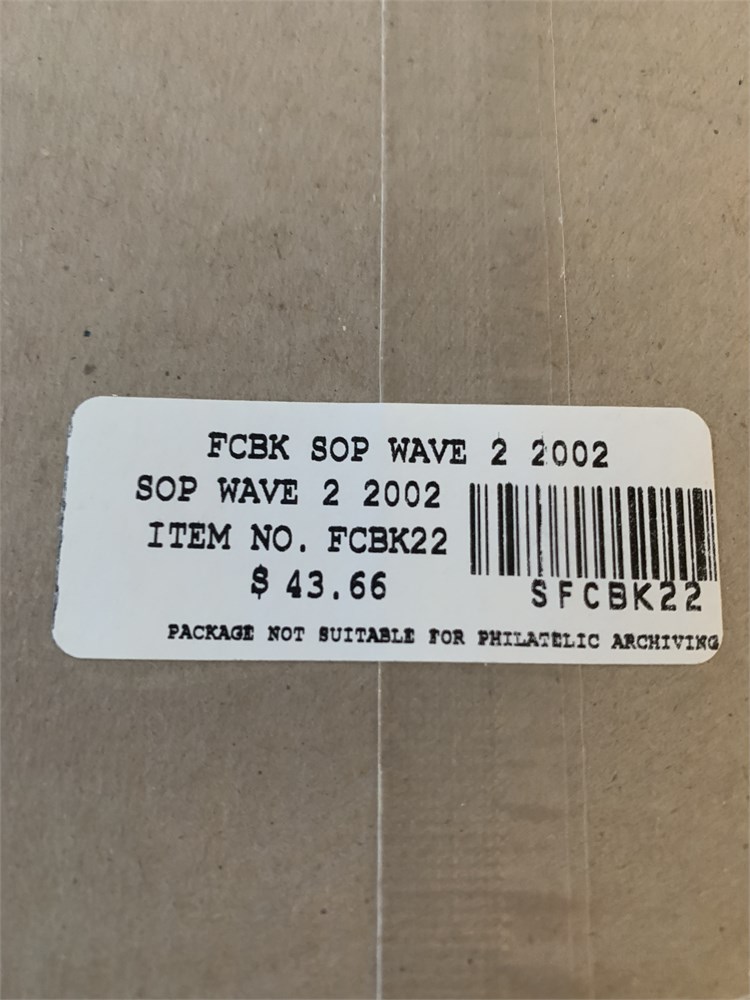 FCBK SOP WAVE 2 2002
SOP WAVE 2 2002
ITEM NO. FCBK22
$ 43.66
SFCBK22
PACKAGE NOT SUITABLE FOR PHILATELIC ARCHIVING